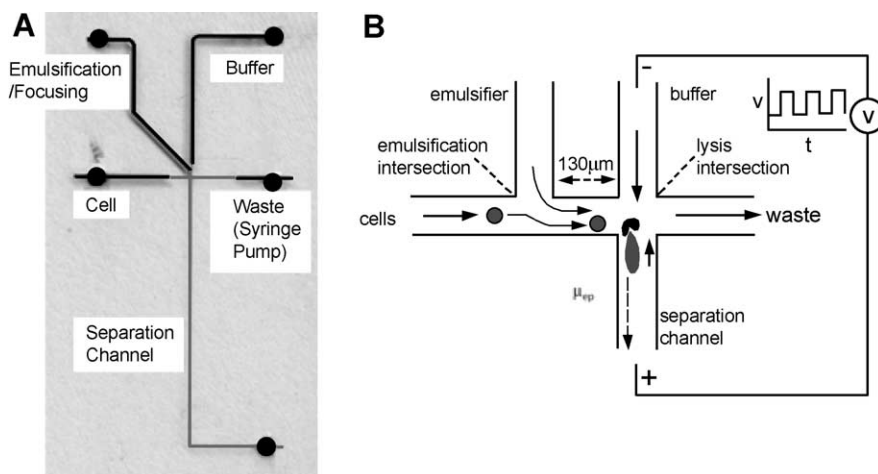 A
Emulsification
/Focusing
Buffer
Cell
Waste
(Syringe
Pump)
Separation
Channel
B
emulsifier
buffer
emulsification
intersection
130μm
lysis
intersection
cells
waste
μep
separation
channel
-
+
V
V
t